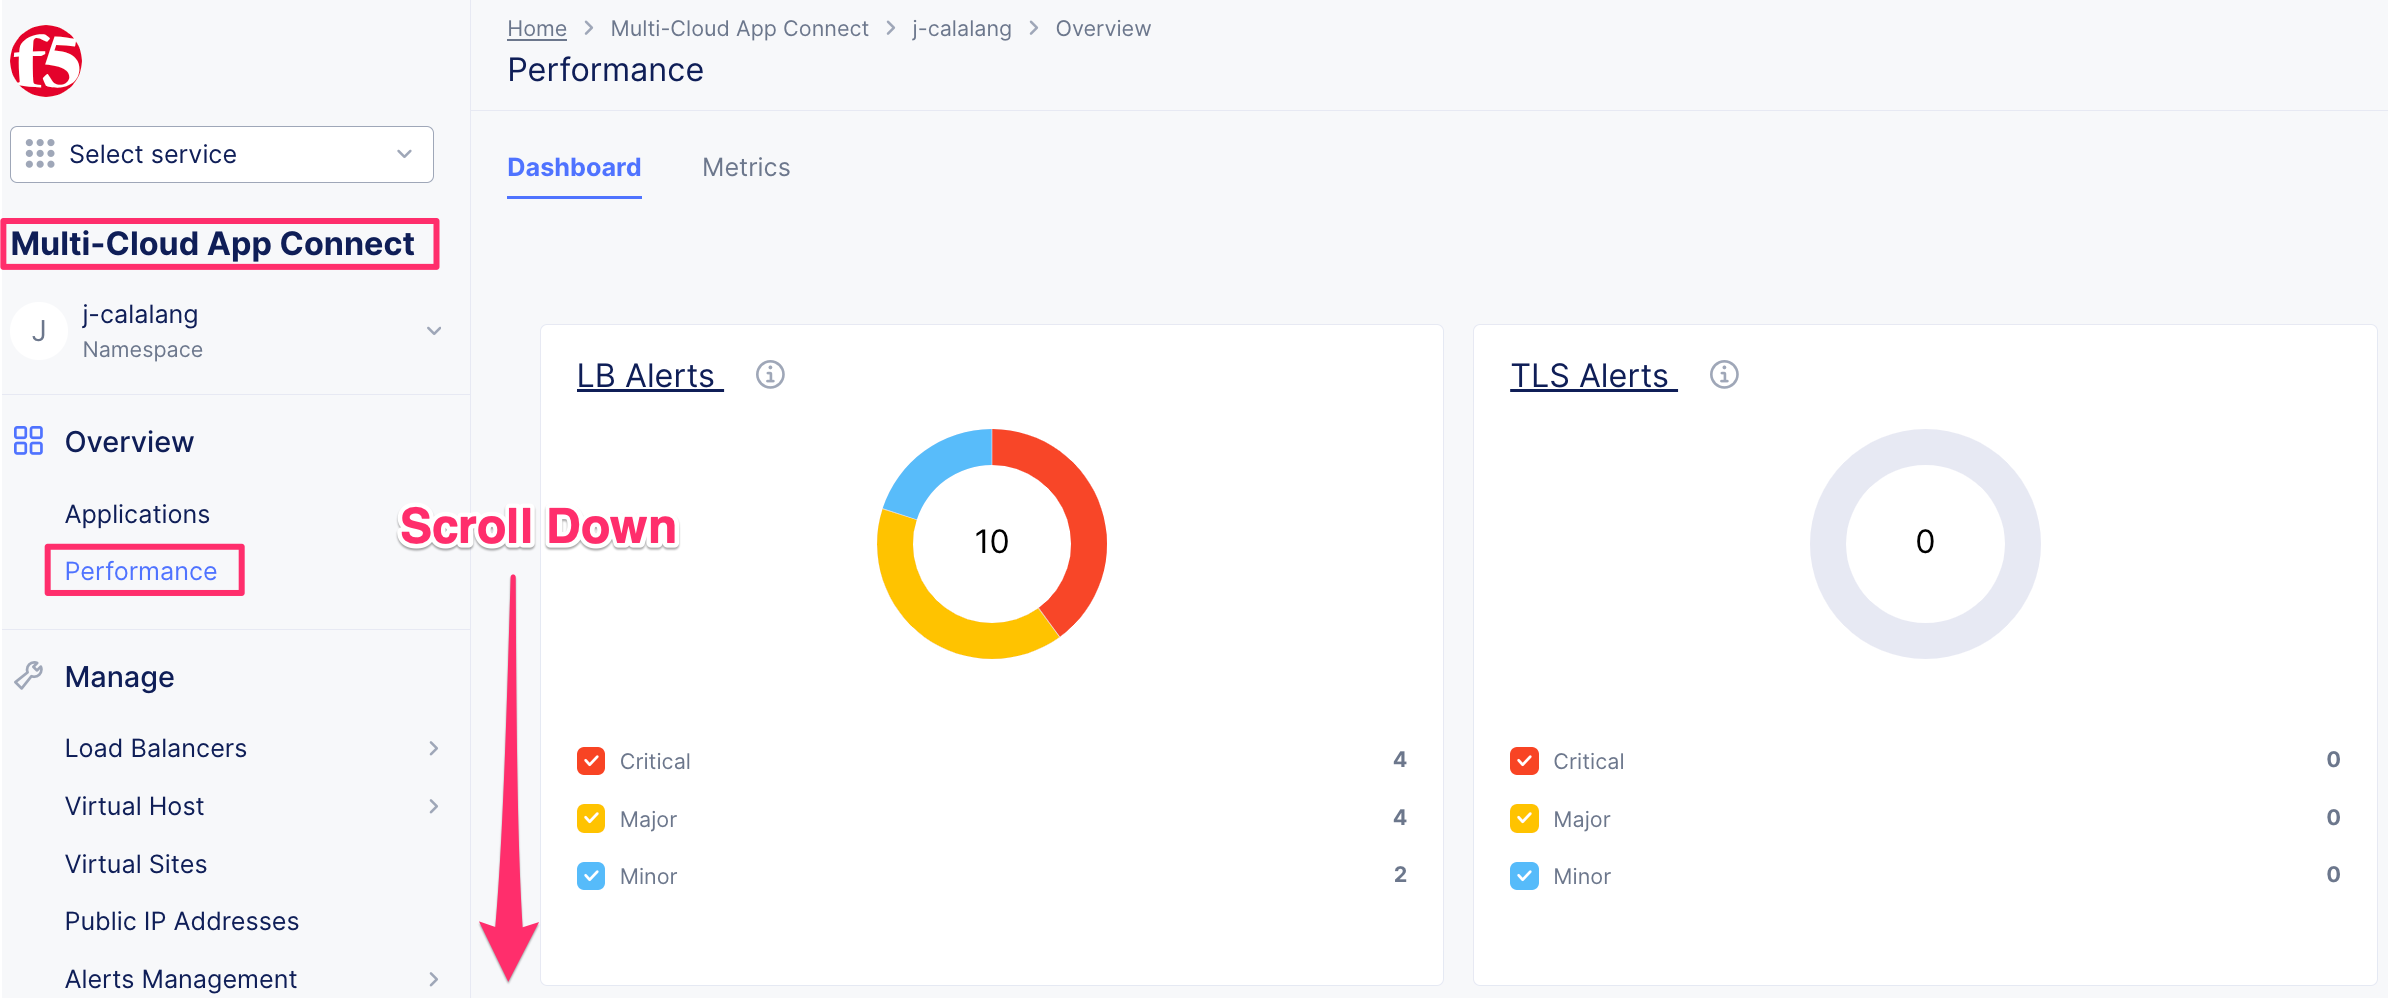 f5
Home > Multi-Cloud App Connect > j-calalang > Overview
Performance
Select service
Dashboard Metrics
Multi-Cloud App Connect
J
j-calalang
Namespace
Overview
Applications
Performance
Manage
Load Balancers
Virtual Host
Virtual Sites
Public IP Addresses
Alerts Management
Scroll Down
LB Alerts
10
Critical 4
Major 4
Minor 2
TLS Alerts
0
Critical 0
Major 0
Minor 0